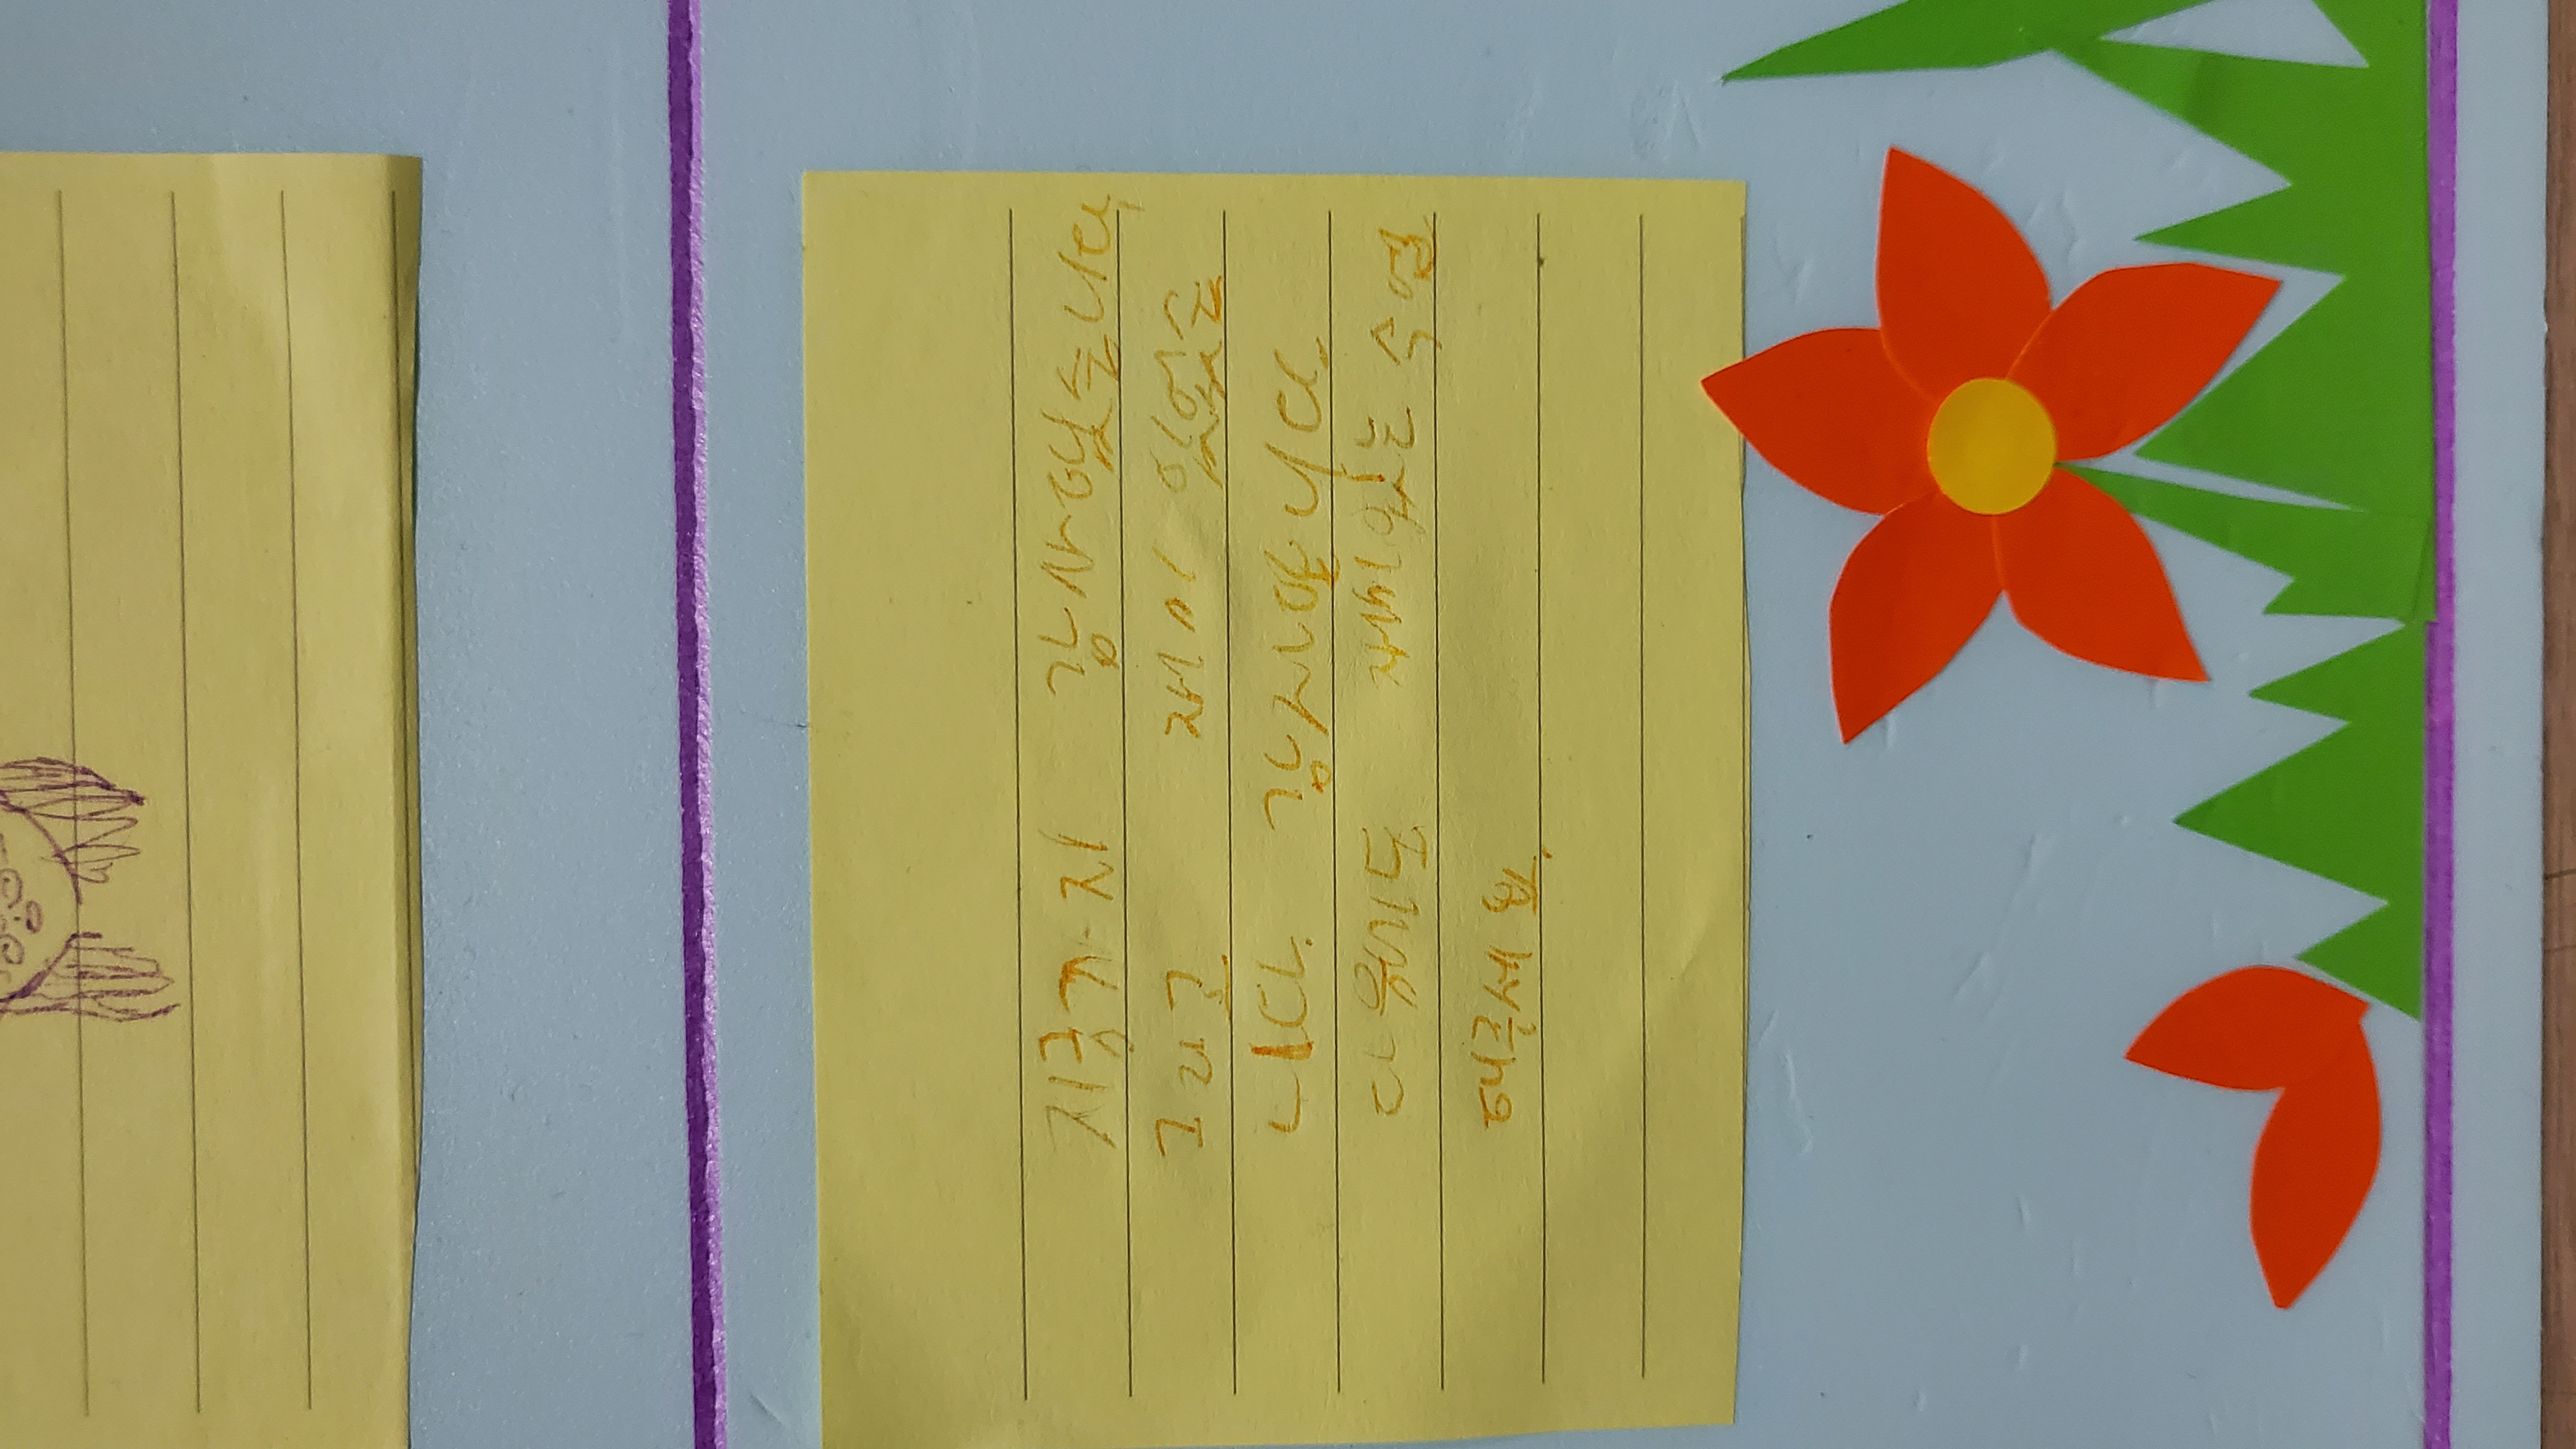 지금까지 감사했습니다
그리고 재미 있었습
니다. 감사합니다.
다음에도 재미있는 수업
해주세요.